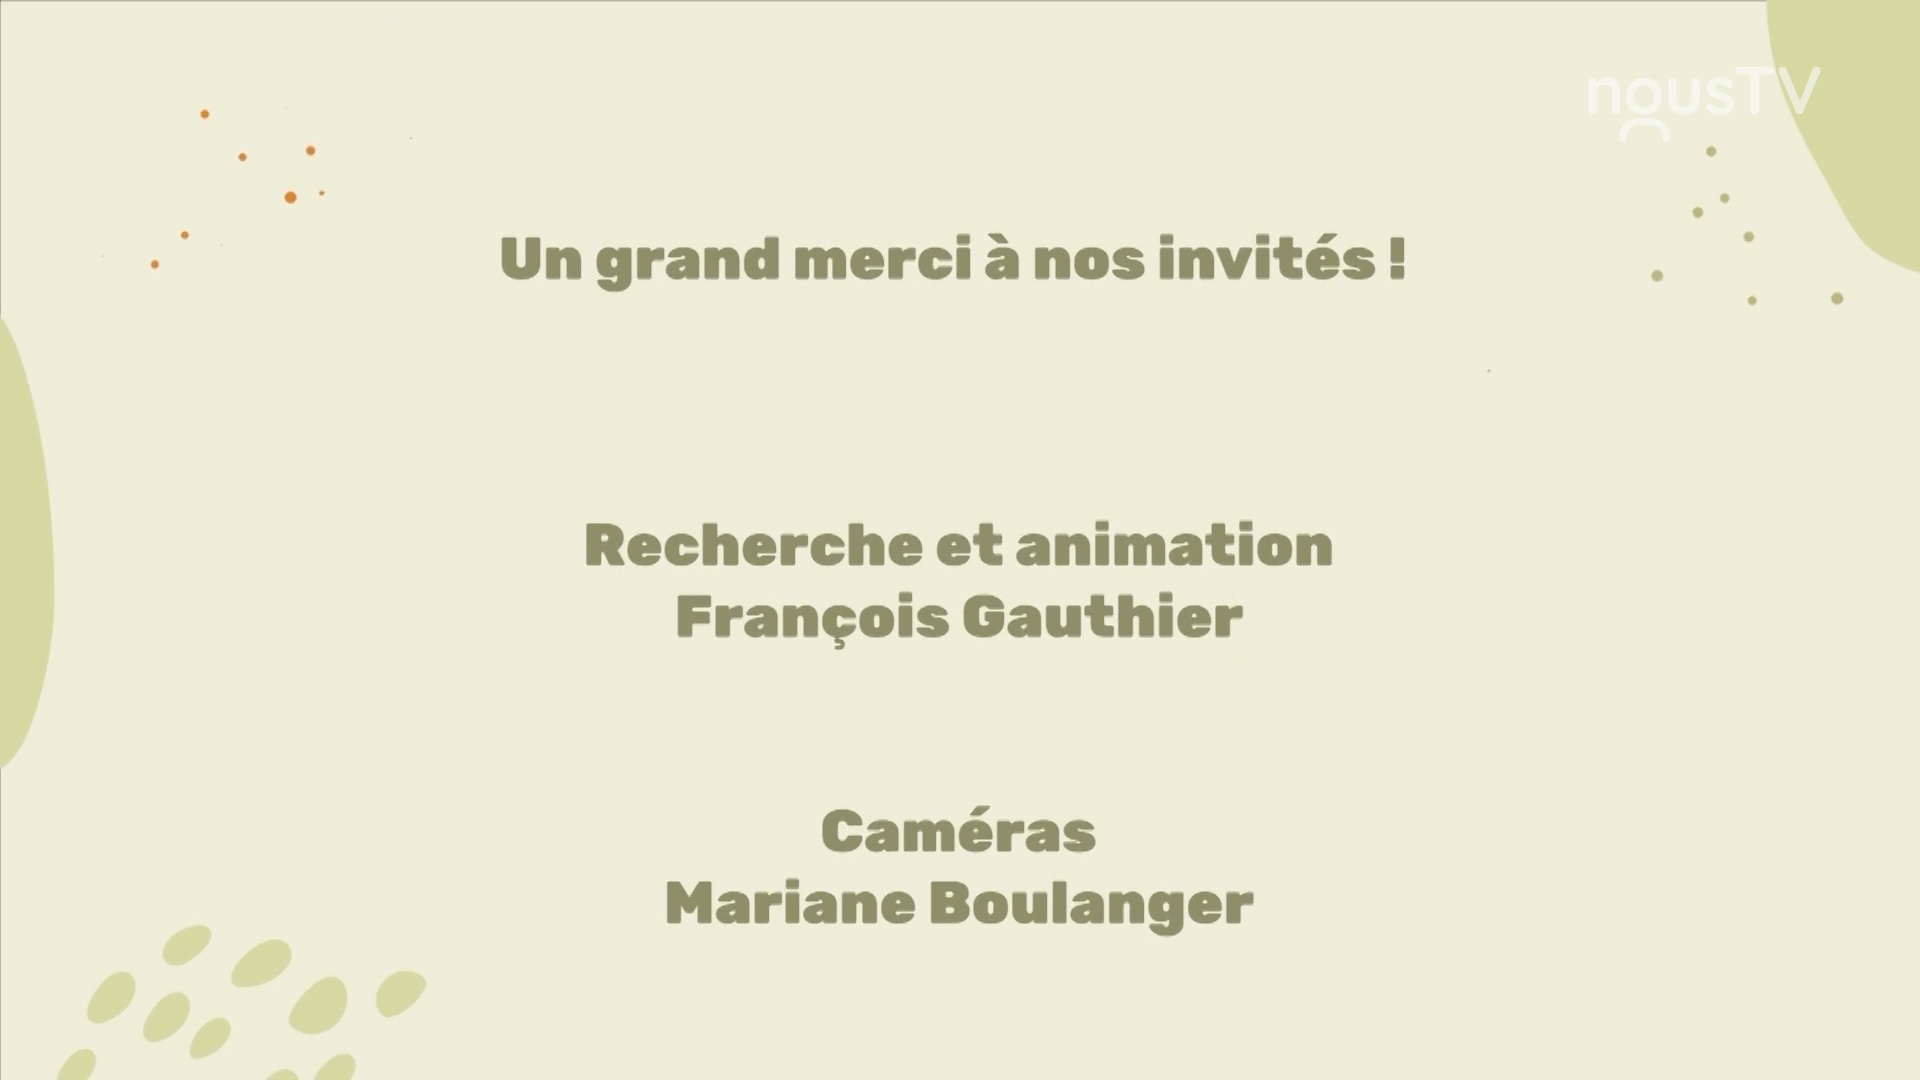 nousTV
Un grand merci à nos invités !
Recherche et animation
François Gauthier
Caméras
Mariane Boulanger